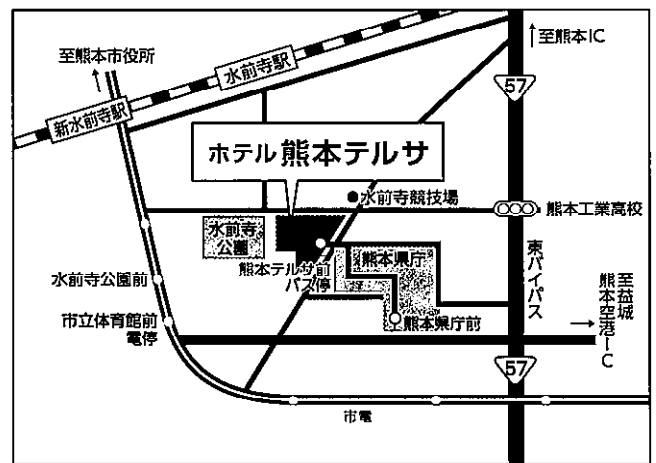 至熊本市役所
水前寺駅
新水前寺駅
至熊本IC
57
ホテル 熊本テルサ
水前寺競技場
熊本工業高校
水前寺
公園
熊本県庁
熊本テルサ前
バス停
東バイパス
至益城
熊本空港IC
水前寺公園前
市立体育館前
電停
熊本県庁前
57
市電